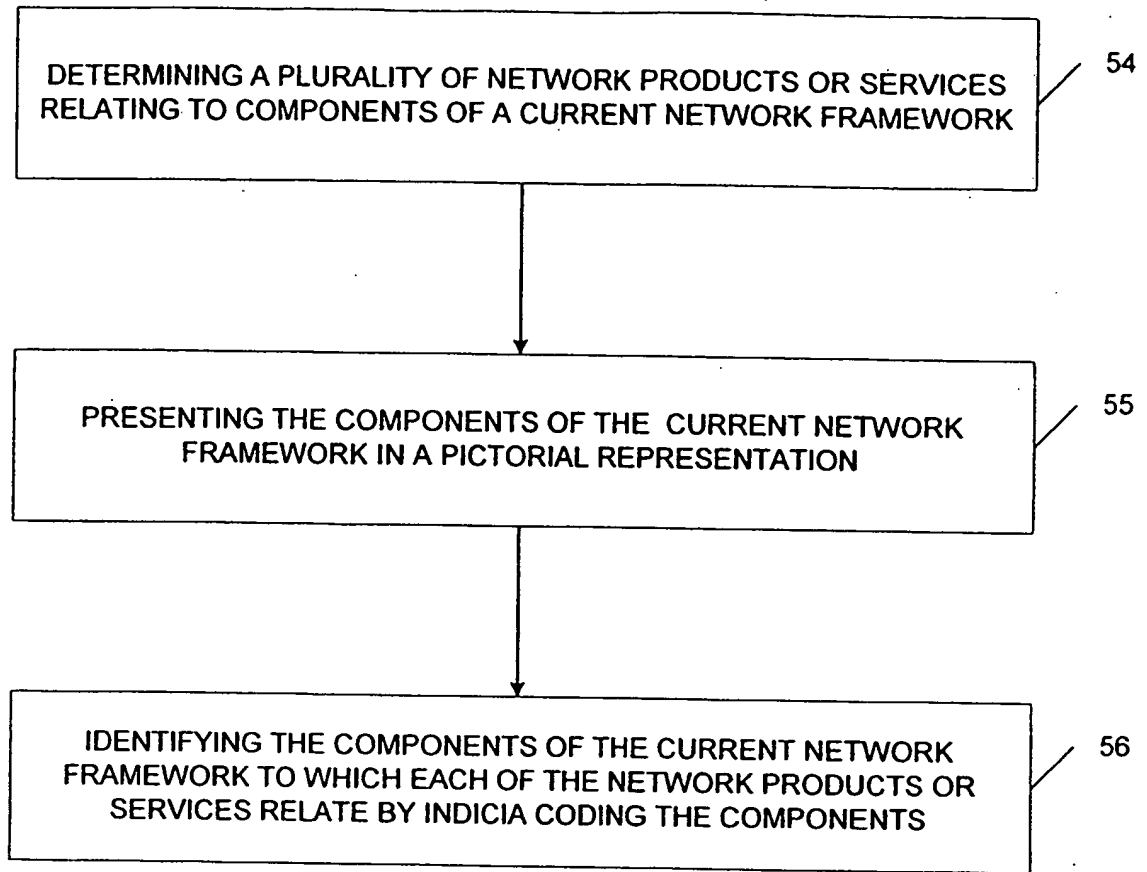 DETERMINING A PLURALITY OF NETWORK PRODUCTS OR SERVICES
RELATING TO COMPONENTS OF A CURRENT NETWORK FRAMEWORK
54
PRESENTING THE COMPONENTS OF THE CURRENT NETWORK
FRAMEWORK IN A PICTORIAL REPRESENTATION
55
IDENTIFYING THE COMPONENTS OF THE CURRENT NETWORK
FRAMEWORK TO WHICH EACH OF THE NETWORK PRODUCTS OR
SERVICES RELATE BY INDICIA CODING THE COMPONENTS
56